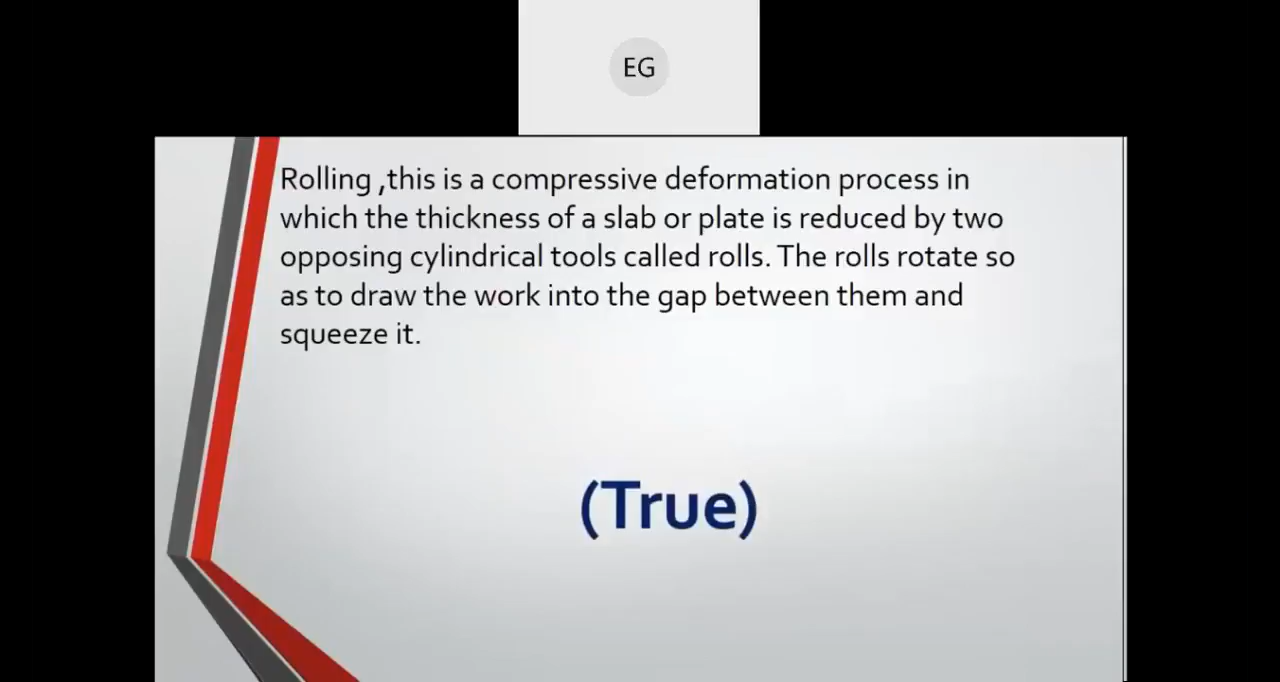 EG
Rolling ,this is a compressive deformation process in
which the thickness of a slab or plate is reduced by two
opposing cylindrical tools called rolls. The rolls rotate so
as to draw the work into the gap between them and
squeeze it.
(True)